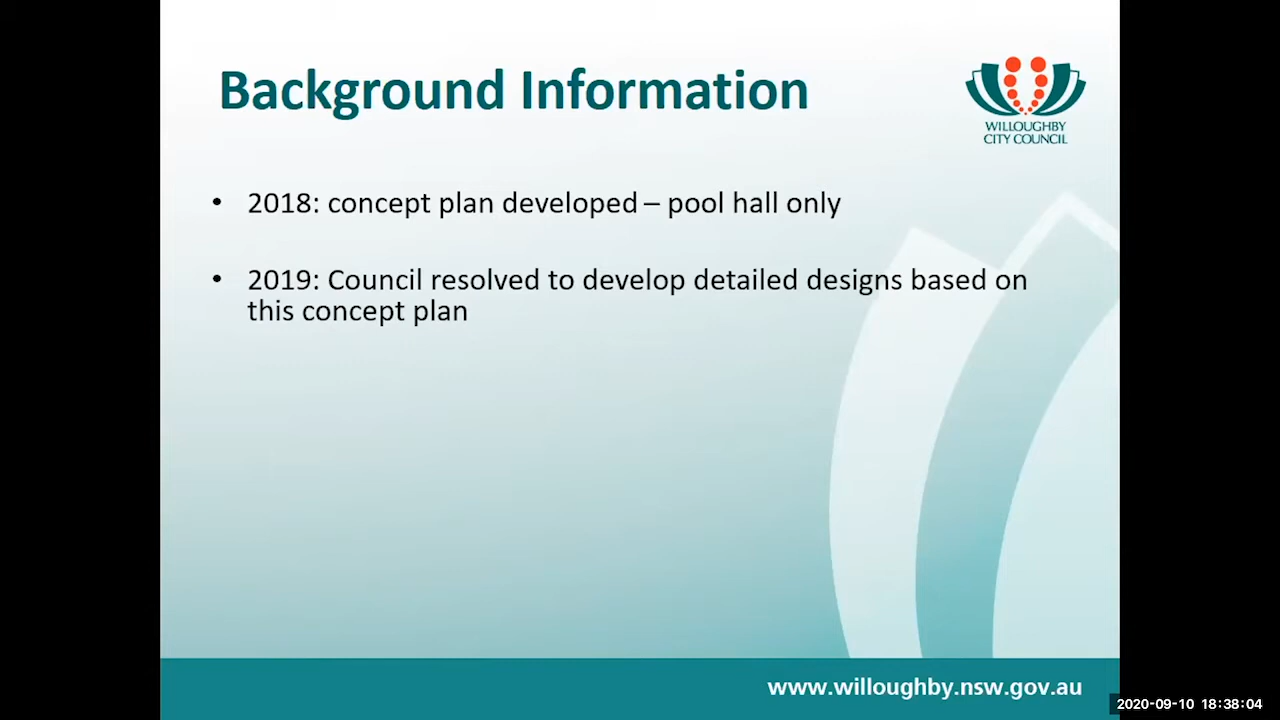 Background Information
WILLOUGHBY
CITY COUNCIL
• 2018: concept plan developed – pool hall only
• 2019: Council resolved to develop detailed designs based on
this concept plan
www.willoughby.nsw.gov.au
2020-09-10 18:38:04